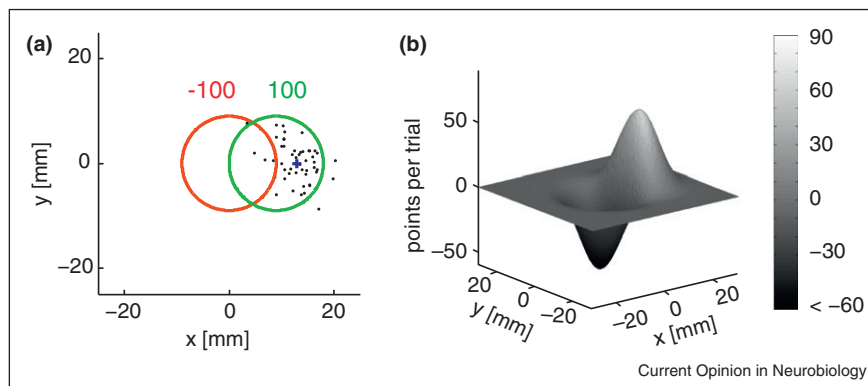 (a)
-100 100
20
0
−20
y [mm]
−20 0 20
x [mm]
(b)
50
0
−50
points per trial
20
0
−20
y [mm]
−20
0
20
x [mm]
90
60
30
0
−30
< −60
Current Opinion in Neurobiology